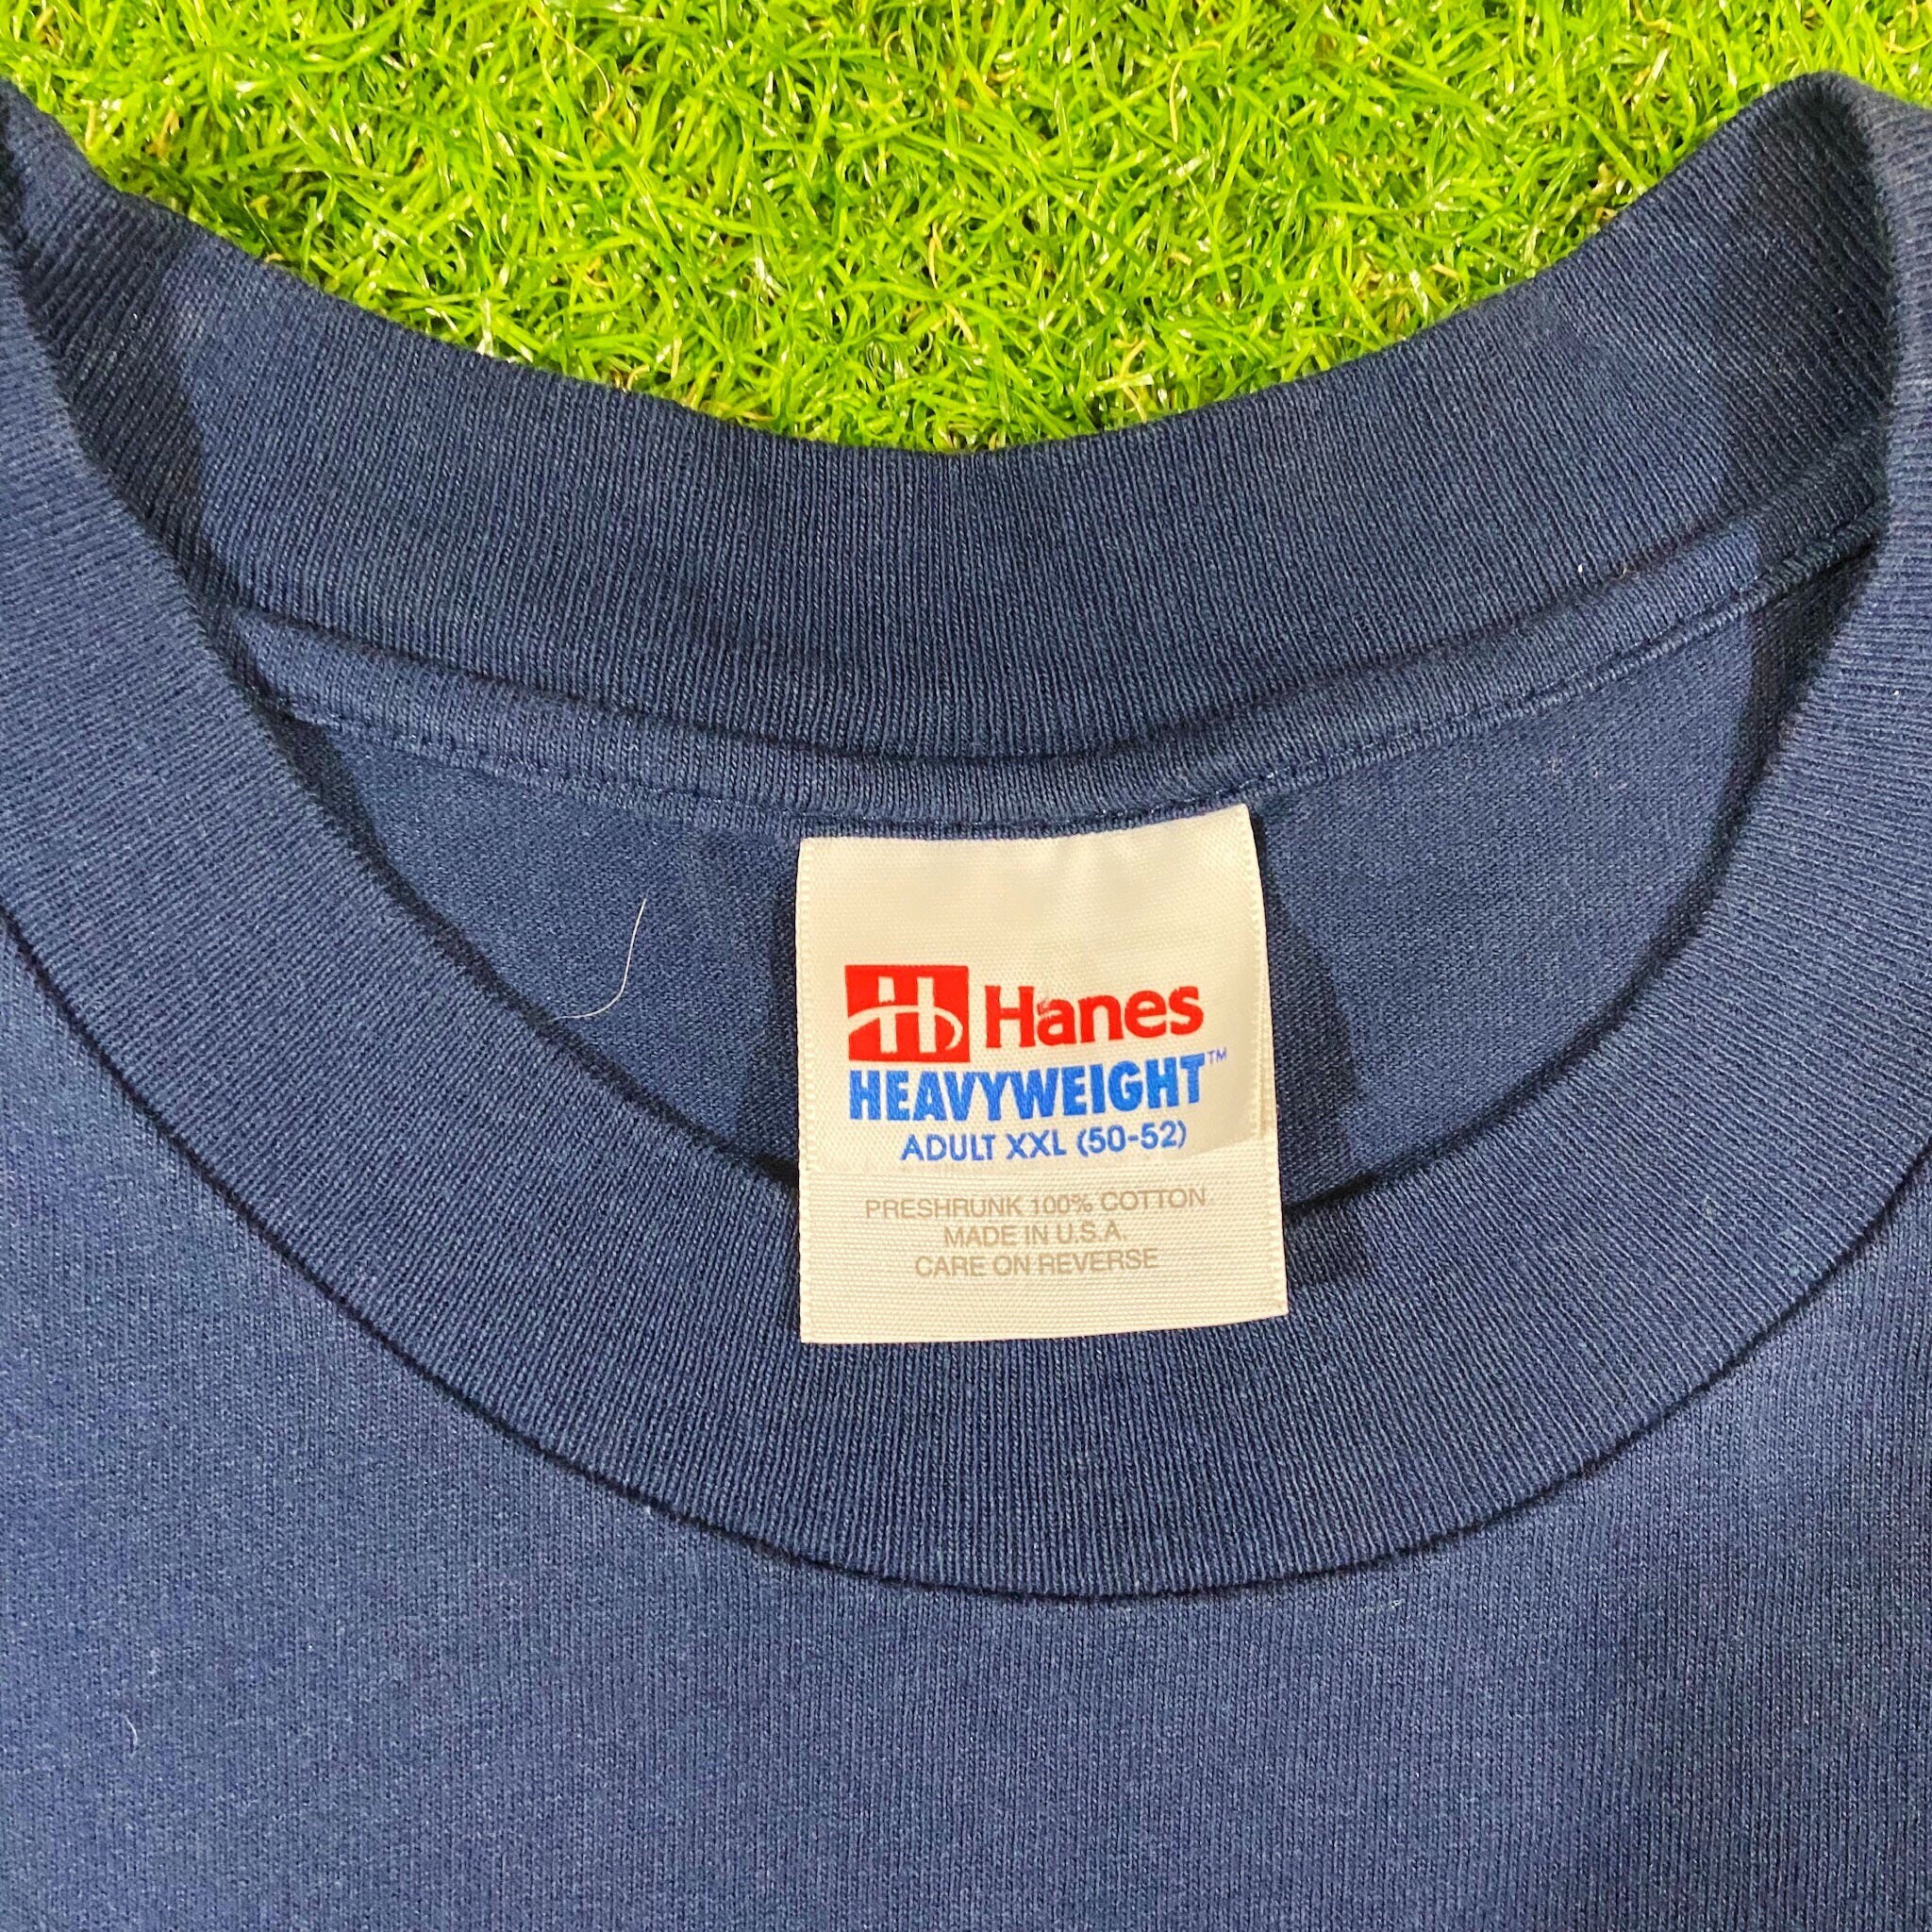 H Hanes
HEAVYWEIGHT™
ADULT XXL (50-52)
PRESHRUNK 100% COTTON
MADE IN U.S.A.
CARE ON REVERSE